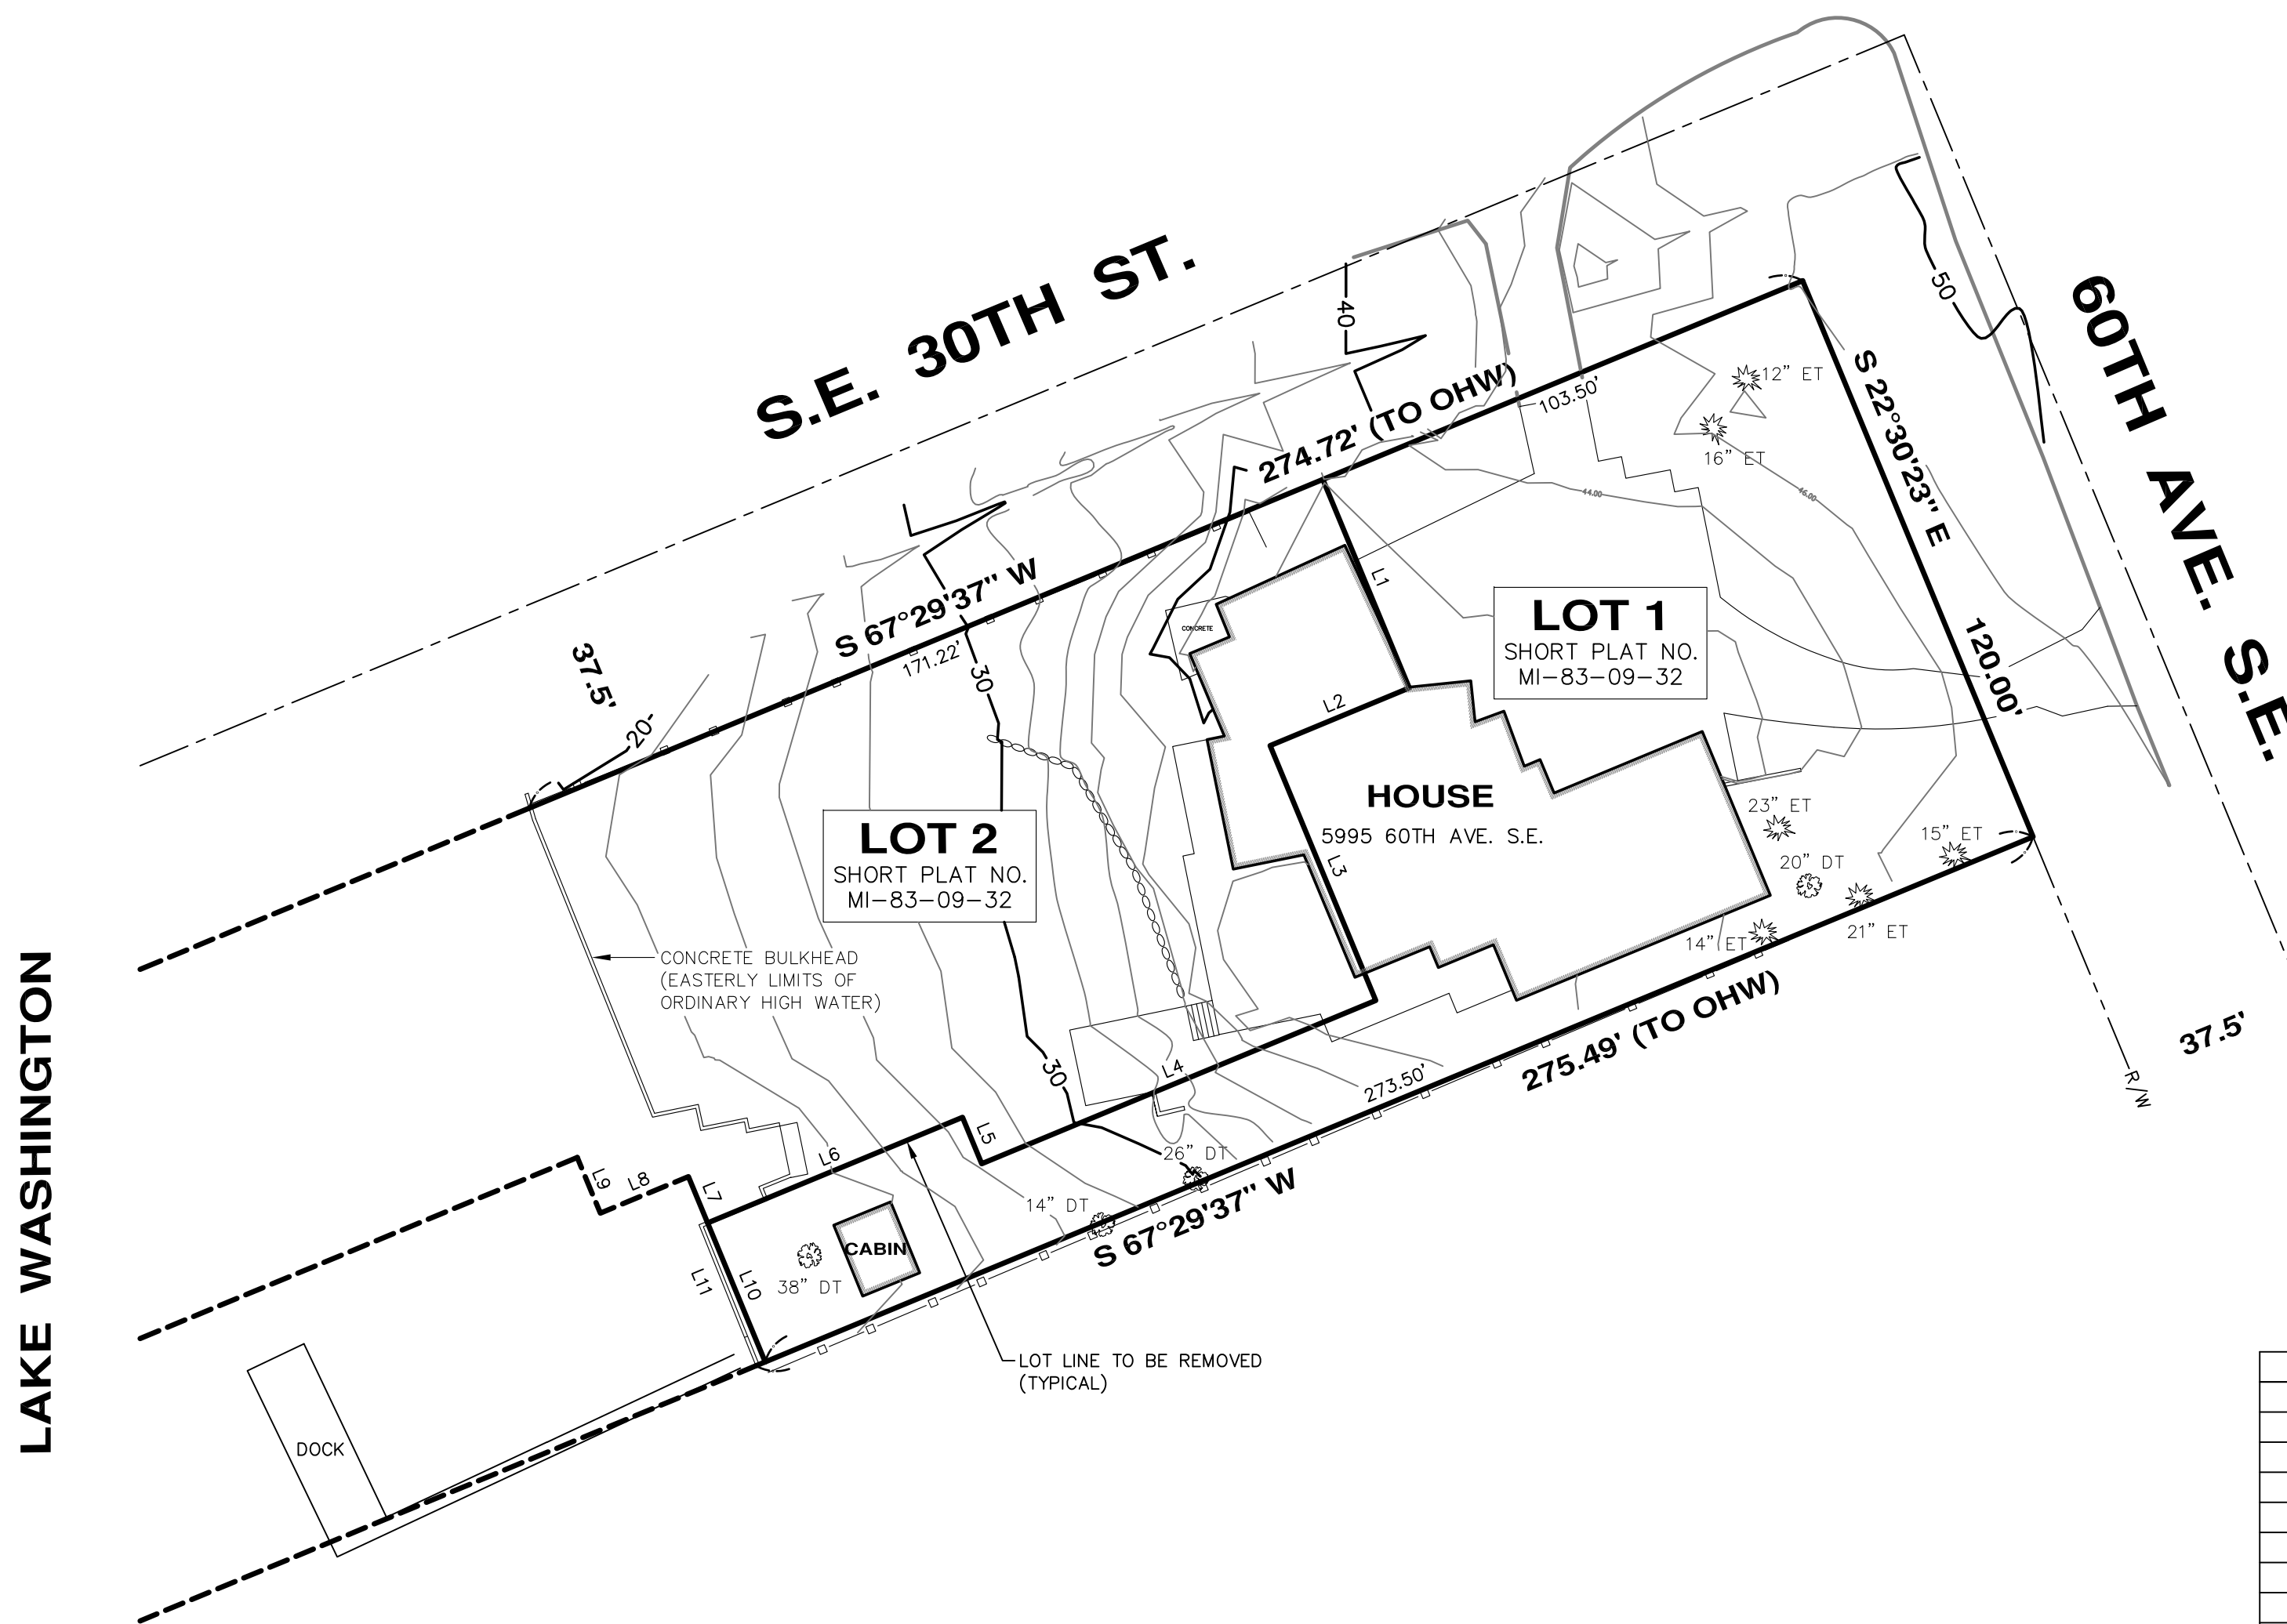 S.E. 30TH ST.
60TH AVE. S.E.
LAKE WASHINGTON
274.72' (TO OHW)
S 67°29'37" W
103.50'
171.22'
37.5'
20
30
40
50
12" ET
16" ET
44.00
46.00
S 22°30'23" E
120.00'
CONCRETE
L1
L2
L3
LOT 1
SHORT PLAT NO.
MI-83-09-32
HOUSE
5995 60TH AVE. S.E.
LOT 2
SHORT PLAT NO.
MI-83-09-32
23" ET
15" ET
20" DT
21" ET
14" ET
CONCRETE BULKHEAD
(EASTERLY LIMITS OF
ORDINARY HIGH WATER)
275.49' (TO OHW)
273.50'
37.5'
R/W
30
L4
L5
L6
L7
L8
L9
L10
L11
26" DT
14" DT
S 67°29'37" W
CABIN
38" DT
LOT LINE TO BE REMOVED
(TYPICAL)
DOCK